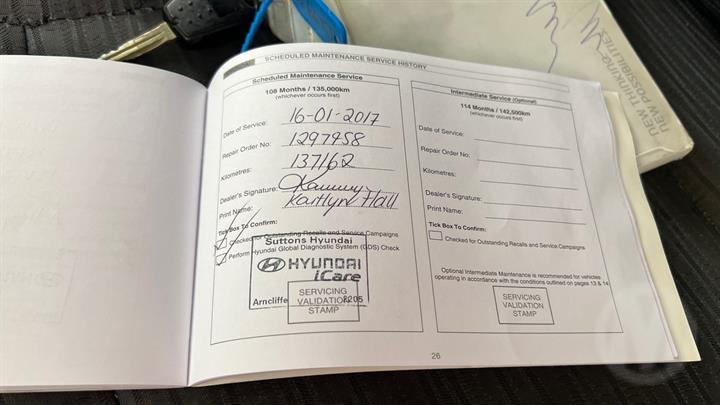 SCHEDULED MAINTENANCE SERVICE HISTORY
Scheduled Maintenance Service
108 Months / 135,000km
(whichever occurs first)
Date of Service: 16-01-2017
Repair Order No: 1297958
Kilometres: 137162
Dealer's Signature:
Print Name: Kaitlyn Hall
Tick Box To Confirm:
Checked for Outstanding Recalls and Service Campaigns
Perform Hyundai Global Diagnostic System (GDS) Check
Suttons Hyundai
HYUNDAI
iCare
Arncliffe 2205
SERVICING
VALIDATION
STAMP
Intermediate Service (Optional)
114 Months / 142,500km
(whichever occurs first)
Date of Service:
Repair Order No:
Kilometres:
Dealer's Signature:
Print Name:
Tick Box To Confirm:
Checked for Outstanding Recalls and Service Campaigns
Optional Intermediate Maintenance is recommended for vehicles
operating in accordance with the conditions outlined on pages 13 & 14
SERVICING
VALIDATION
STAMP
26
NEW THINKING
NEW POSSIBILITIES